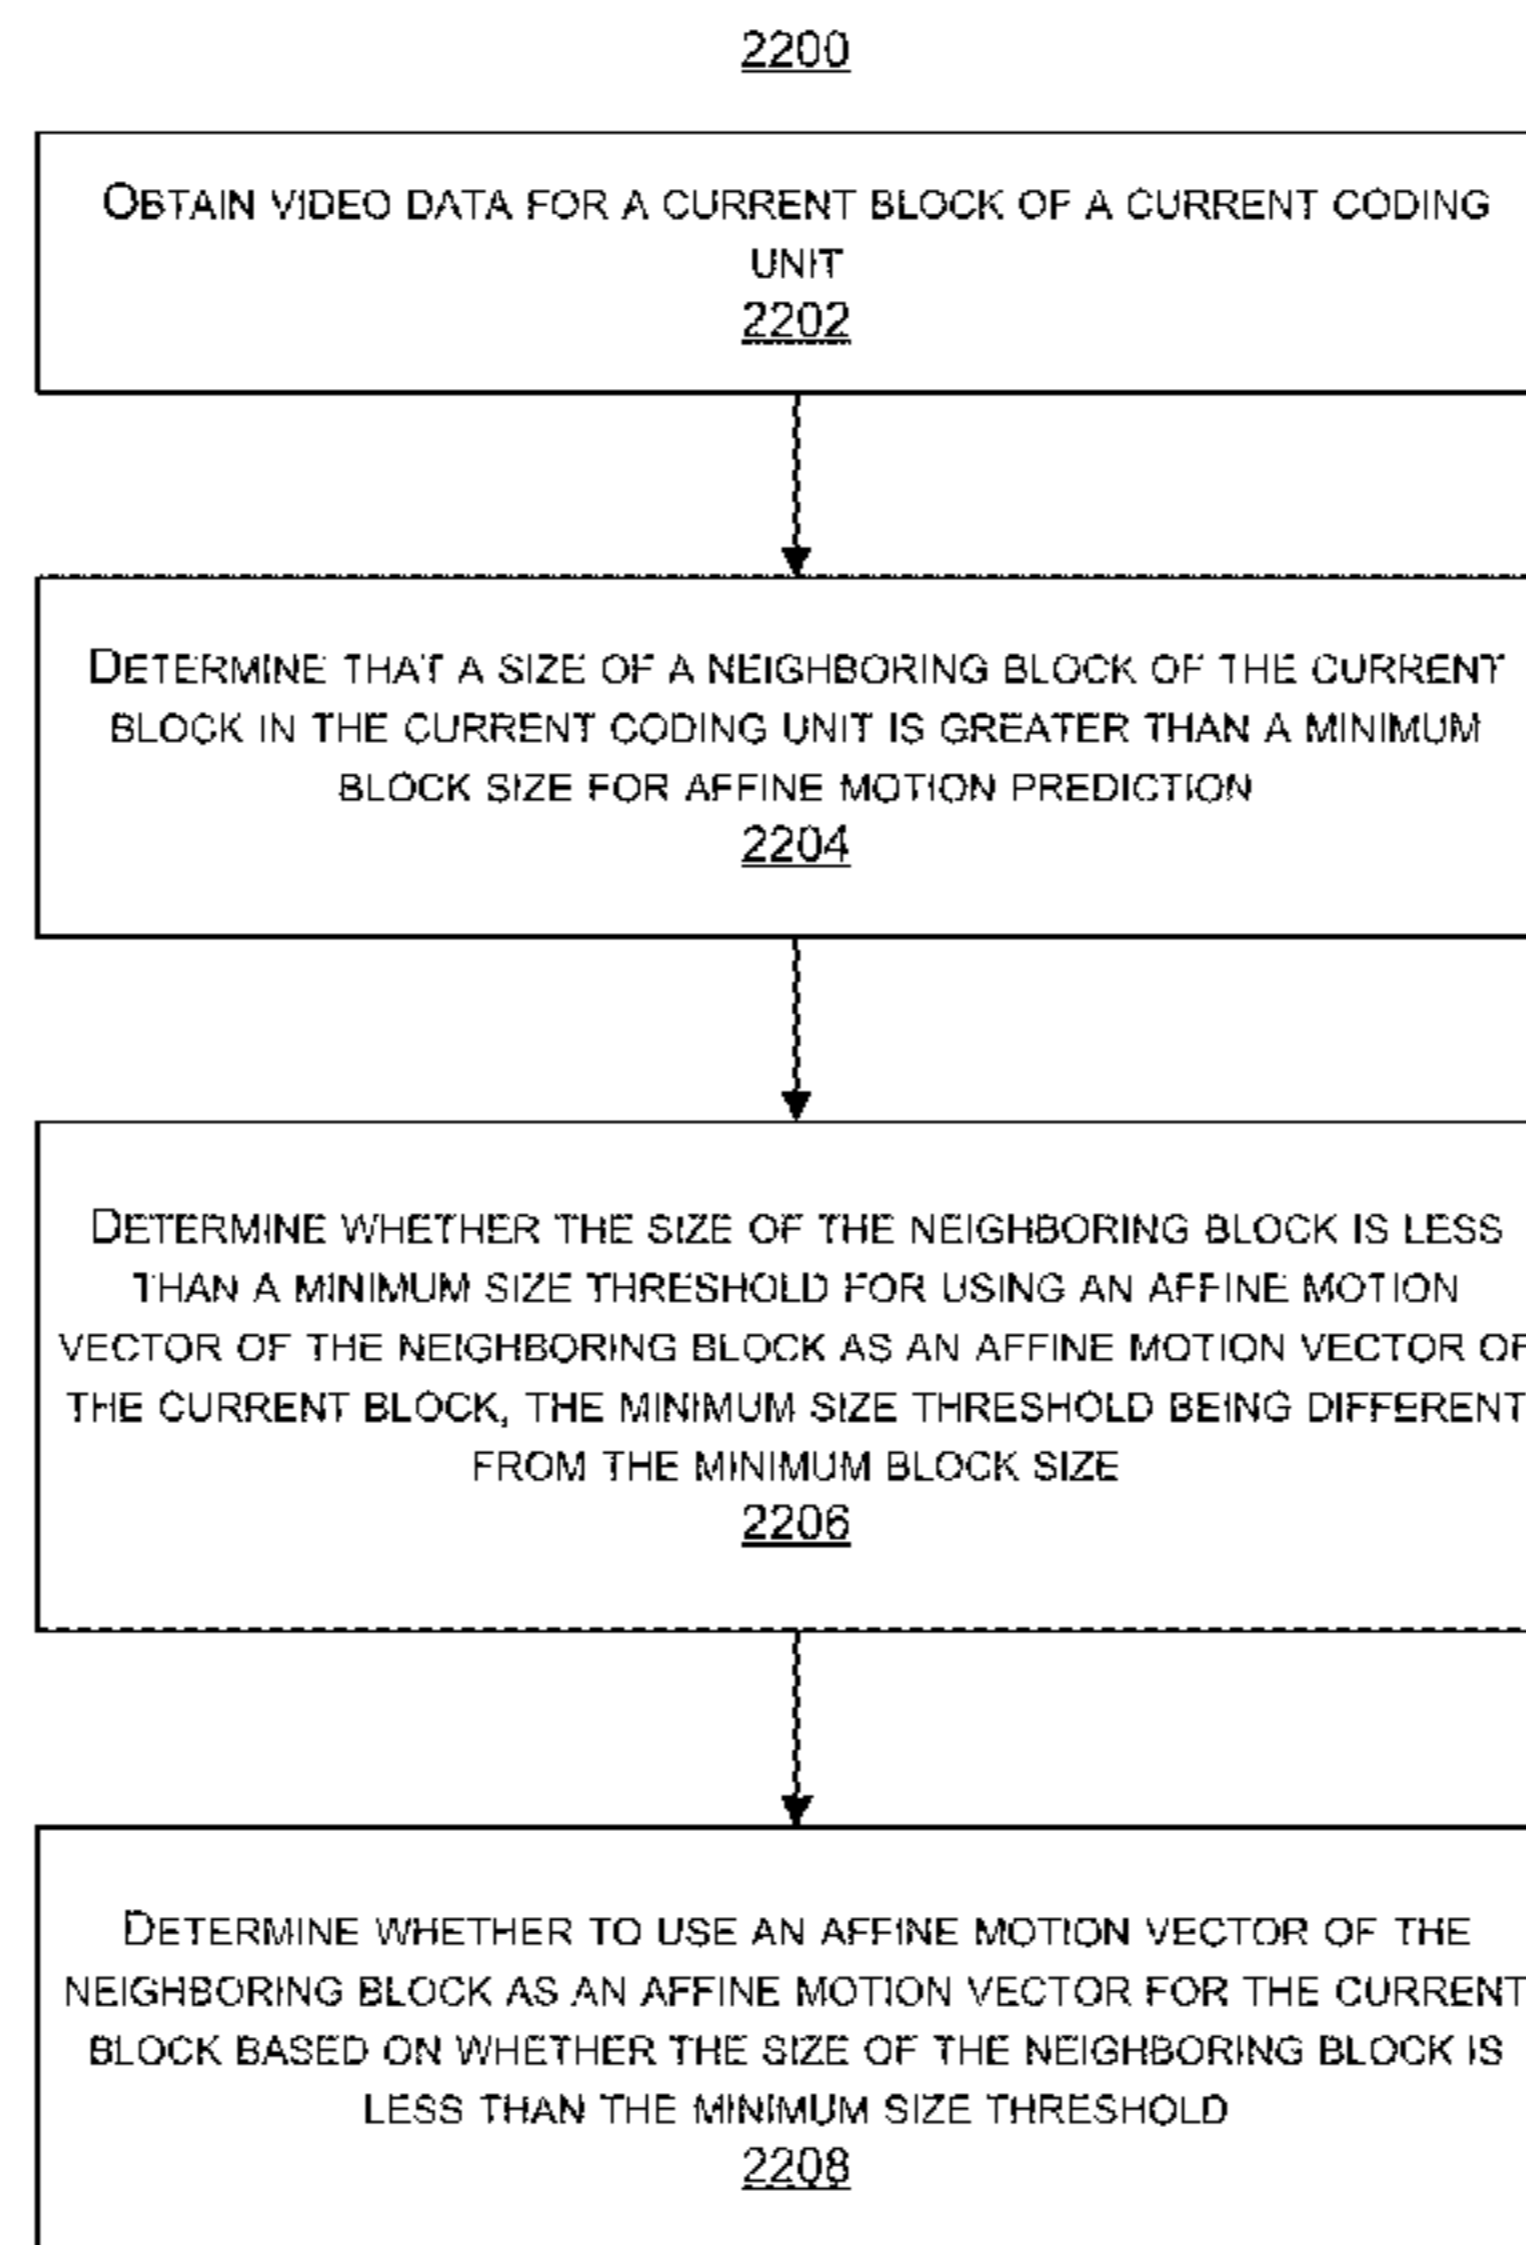 2200
OBTAIN VIDEO DATA FOR A CURRENT BLOCK OF A CURRENT CODING
UNIT
2202
DETERMINE THAT A SIZE OF A NEIGHBORING BLOCK OF THE CURRENT
BLOCK IN THE CURRENT CODING UNIT IS GREATER THAN A MINIMUM
BLOCK SIZE FOR AFFINE MOTION PREDICTION
2204
DETERMINE WHETHER THE SIZE OF THE NEIGHBORING BLOCK IS LESS
THAN A MINIMUM SIZE THRESHOLD FOR USING AN AFFINE MOTION
VECTOR OF THE NEIGHBORING BLOCK AS AN AFFINE MOTION VECTOR OF
THE CURRENT BLOCK, THE MINIMUM SIZE THRESHOLD BEING DIFFERENT
FROM THE MINIMUM BLOCK SIZE
2206
DETERMINE WHETHER TO USE AN AFFINE MOTION VECTOR OF THE
NEIGHBORING BLOCK AS AN AFFINE MOTION VECTOR FOR THE CURRENT
BLOCK BASED ON WHETHER THE SIZE OF THE NEIGHBORING BLOCK IS
LESS THAN THE MINIMUM SIZE THRESHOLD
2208